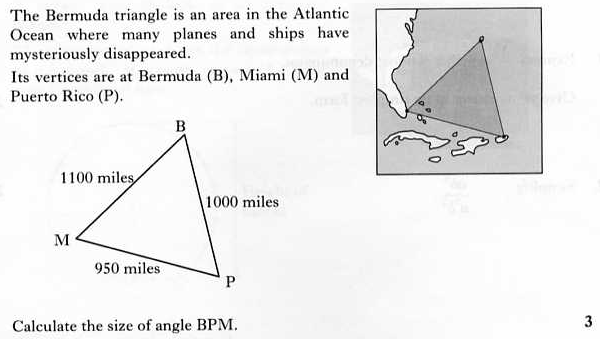 The Bermuda triangle is an area in the Atlantic
Ocean where many planes and ships have
mysteriously disappeared.
Its vertices are at Bermuda (B), Miami (M) and
Puerto Rico (P).
B
1100 miles
1000 miles
M
950 miles
P
Calculate the size of angle BPM.
3